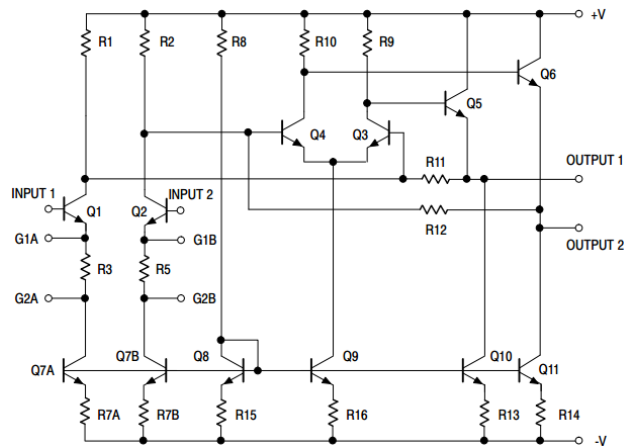 R1 R2 R8 R10 R9 +V
Q6
Q5
Q4 Q3
R11 OUTPUT 1
INPUT 1 INPUT 2
Q1 Q2
G1A G1B R12
OUTPUT 2
R3 R5
G2A G2B
Q7A Q7B Q8 Q9 Q10 Q11
R7A R7B R15 R16 R13 R14
-V